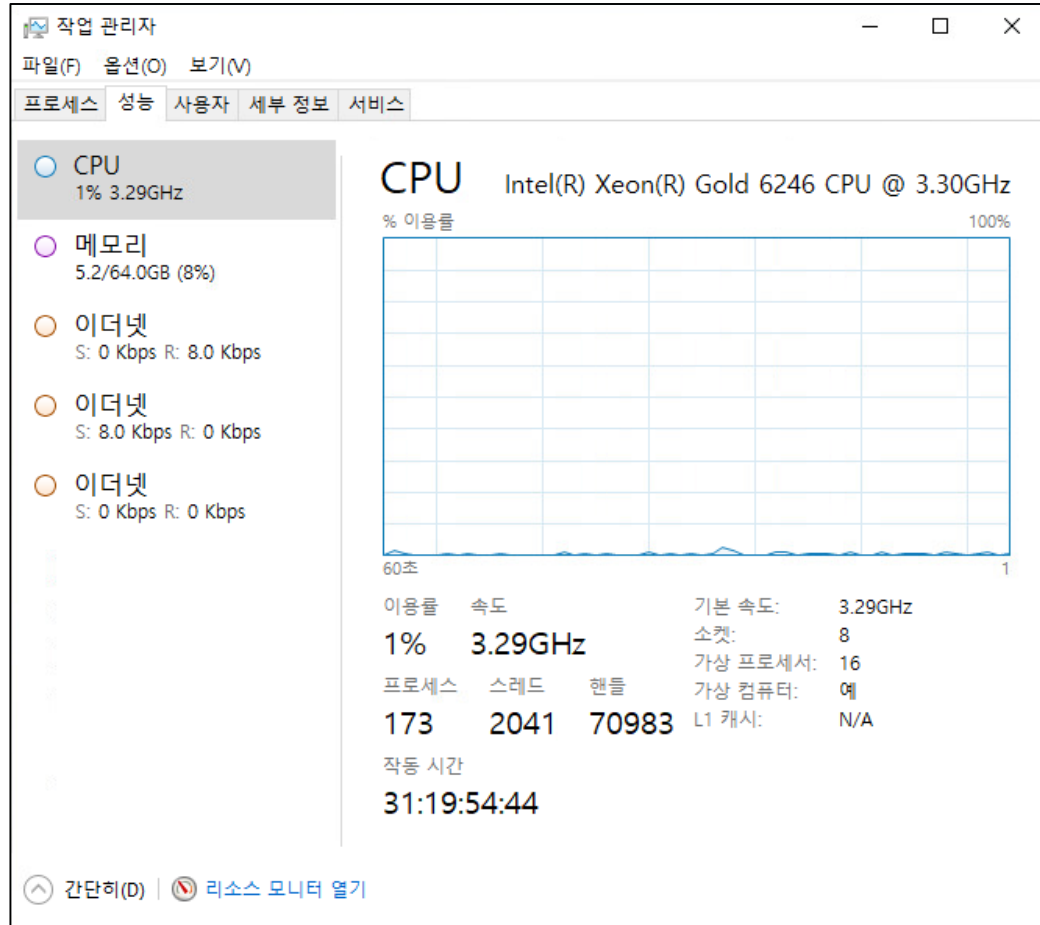 작업 관리자
파일(F) 옵션(O) 보기(V)
프로세스 성능 사용자 세부 정보 서비스
CPU
1% 3.29GHz
메모리
5.2/64.0GB (8%)
이더넷
S: 0 Kbps R: 8.0 Kbps
이더넷
S: 8.0 Kbps R: 0 Kbps
이더넷
S: 0 Kbps R: 0 Kbps
CPU Intel(R) Xeon(R) Gold 6246 CPU @ 3.30GHz
% 이용률 100%
60초 1
이용률 속도
1% 3.29GHz
프로세스 스레드 핸들
173 2041 70983
작동 시간
31:19:54:44
기본 속도: 3.29GHz
소켓: 8
가상 프로세서: 16
가상 컴퓨터: 예
L1 캐시: N/A
간단히(D) 리소스 모니터 열기